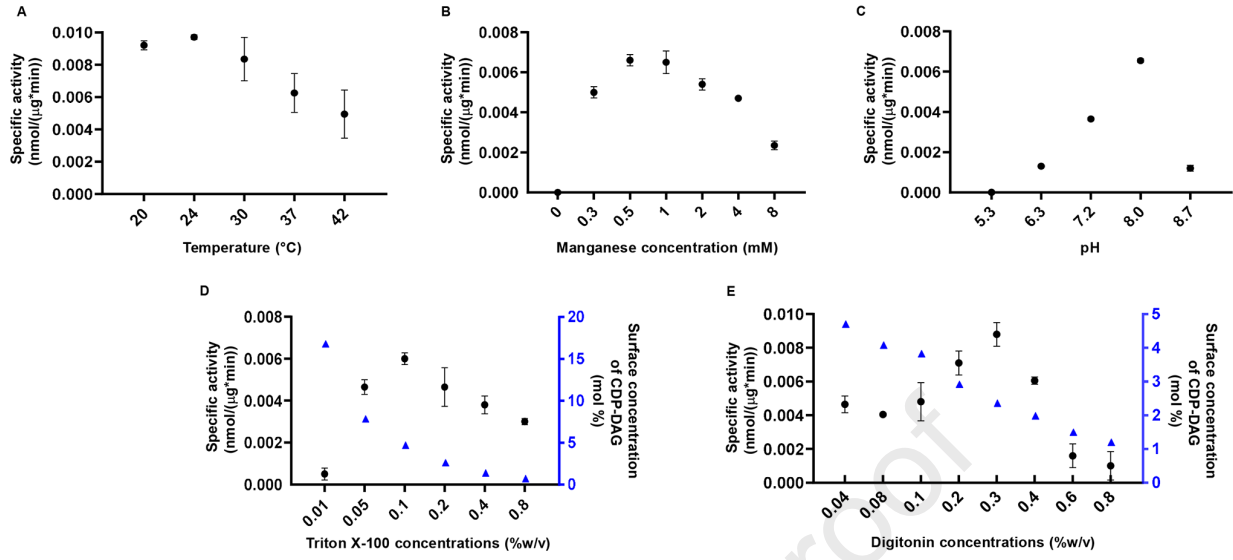 A
Specific activity
(nmol/(μg*min))
0.010
0.008
0.006
0.004
0.002
0.000
20
24
30
37
42
Temperature (°C)
B
Specific activity
(nmol/(μg*min))
0.008
0.006
0.004
0.002
0.000
0
0.3
0.5
1
2
4
8
Manganese concentration (mM)
C
Specific activity
(nmol/(μg*min))
0.008
0.006
0.004
0.002
0.000
5.3
6.3
7.2
8.0
8.7
pH
D
Specific activity
(nmol/(μg*min))
0.008
0.006
0.004
0.002
0.000
20
15
10
5
0
Surface concentration
of CDP-DAG
(mol %)
0.01
0.05
0.1
0.2
0.4
0.8
Triton X-100 concentrations (%w/v)
E
Specific activity
(nmol/(μg*min))
0.010
0.008
0.006
0.004
0.002
0.000
5
4
3
2
1
0
Surface concentration
of CDP-DAG
(mol %)
0.04
0.08
0.1
0.2
0.3
0.4
0.6
0.8
Digitonin concentrations (%w/v)
roof